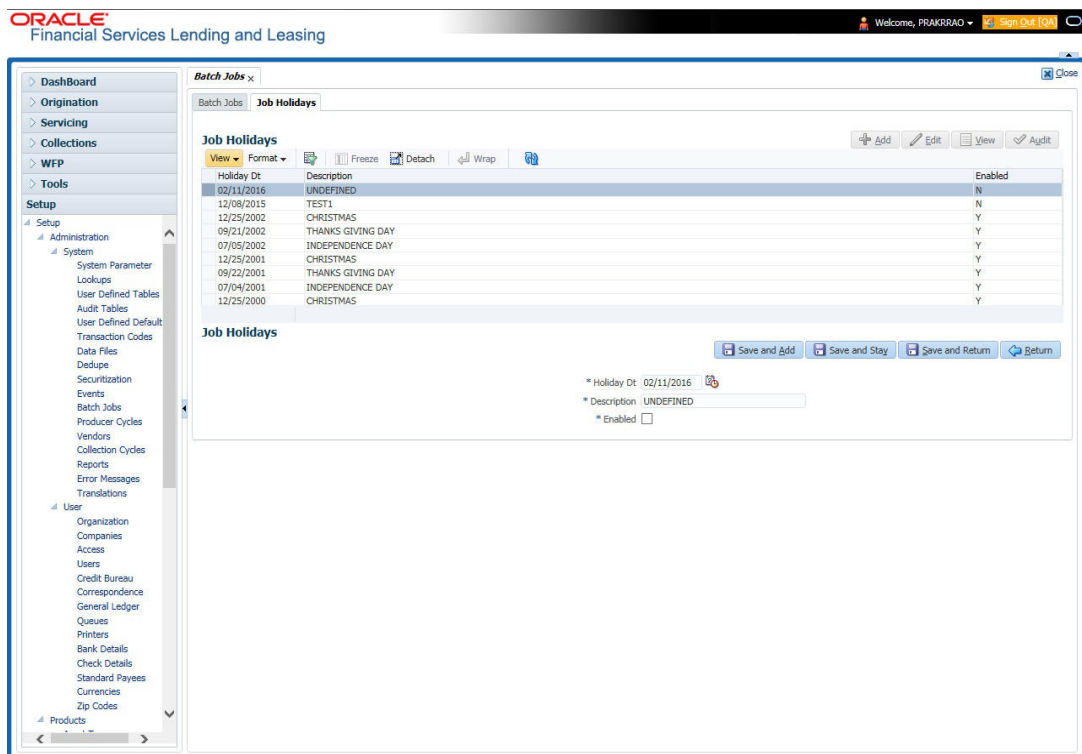 ORACLE
Financial Services Lending and Leasing
Welcome, PRAKRRAO
Sign Out [QA]
Close
DashBoard
Origination
Servicing
Collections
WFP
Tools
Setup
Setup
Administration
System
System Parameter
Lookups
User Defined Tables
Audit Tables
User Defined Default
Transaction Codes
Data Files
Dedupe
Securitization
Events
Batch Jobs
Producer Cycles
Vendors
Collection Cycles
Reports
Error Messages
Translations
User
Organization
Companies
Access
Users
Credit Bureau
Correspondence
General Ledger
Queues
Printers
Bank Details
Check Details
Standard Payees
Currencies
Zip Codes
Products
Batch Jobs x
Batch Jobs Job Holidays
Job Holidays
Add Edit View Audit
View Format Freeze Detach Wrap
Holiday Dt Description Enabled
02/11/2016 UNDEFINED N
12/08/2015 TEST1 N
12/25/2002 CHRISTMAS Y
09/21/2002 THANKS GIVING DAY Y
07/05/2002 INDEPENDENCE DAY Y
12/25/2001 CHRISTMAS Y
09/22/2001 THANKS GIVING DAY Y
07/04/2001 INDEPENDENCE DAY Y
12/25/2000 CHRISTMAS Y
Job Holidays
Save and Add Save and Stay Save and Return Return
* Holiday Dt 02/11/2016
* Description UNDEFINED
* Enabled